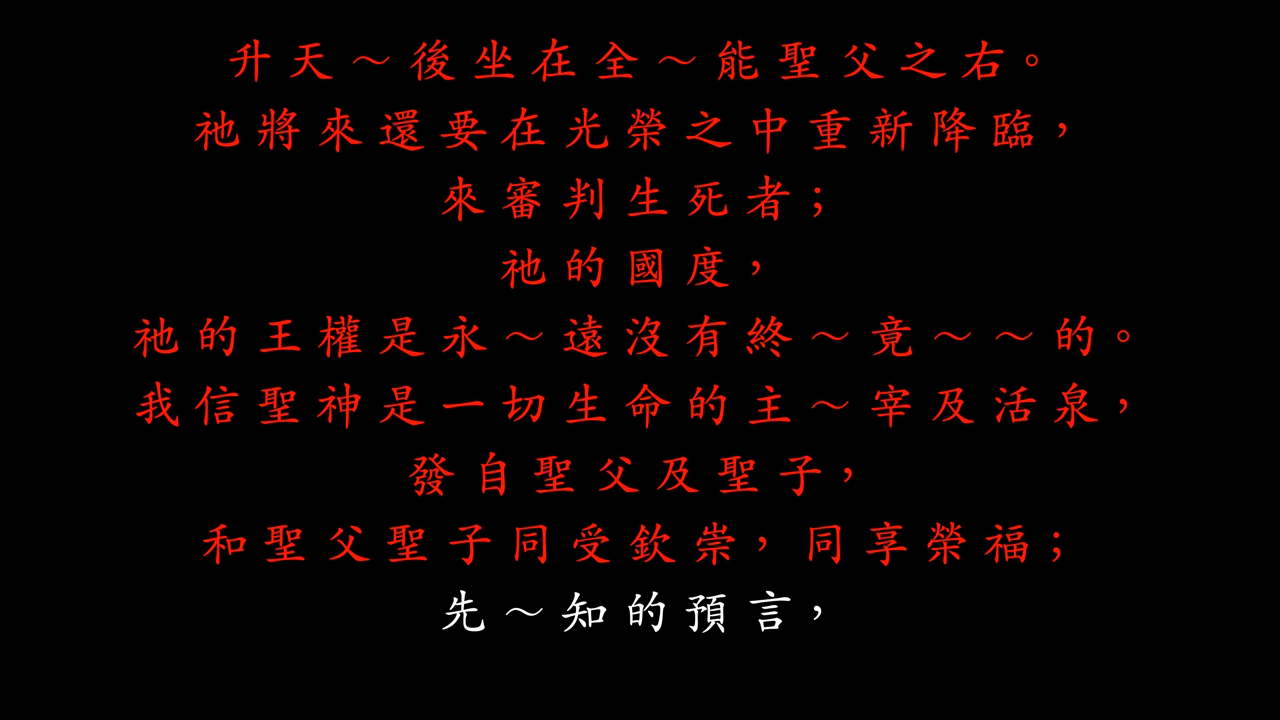 升天～後坐在全～能聖父之右。
祂將來還要在光榮之中重新降臨，
來審判生死者；
祂的國度，
祂的王權是永～遠沒有終～竟～～的。
我信聖神是一切生命的主～宰及活泉，
發自聖父及聖子，
和聖父聖子同受欽崇，同享榮福；
先～知的預言，